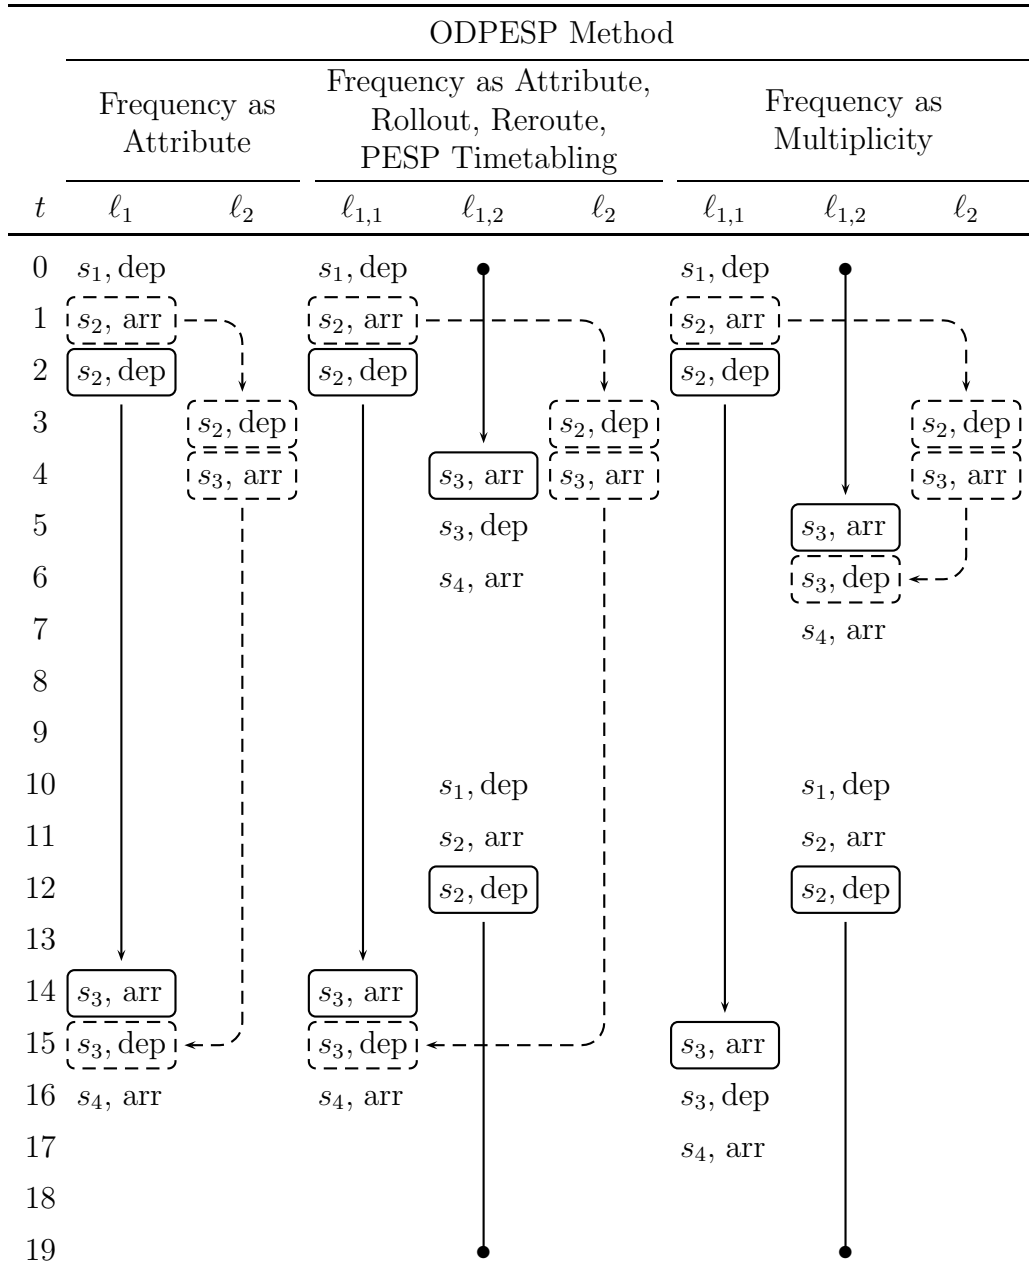 ODPESP Method
Frequency as Attribute
Frequency as Attribute, Rollout, Reroute, PESP Timetabling
Frequency as Multiplicity
t ℓ₁ ℓ₂ ℓ₁,₁ ℓ₁,₂ ℓ₂ ℓ₁,₁ ℓ₁,₂ ℓ₂
0 s₁, dep s₁, dep s₁, dep
1 s₂, arr s₂, arr s₂, arr
2 s₂, dep s₂, dep s₂, dep
3 s₂, dep s₂, dep s₂, dep
4 s₃, arr s₃, arr s₃, arr s₃, arr
5 s₃, dep s₃, arr
6 s₄, arr s₃, dep
7 s₄, arr
8
9
10 s₁, dep s₁, dep
11 s₂, arr s₂, arr
12 s₂, dep s₂, dep
13
14 s₃, arr s₃, arr
15 s₃, dep s₃, dep s₃, arr
16 s₄, arr s₄, arr s₃, dep
17 s₄, arr
18
19